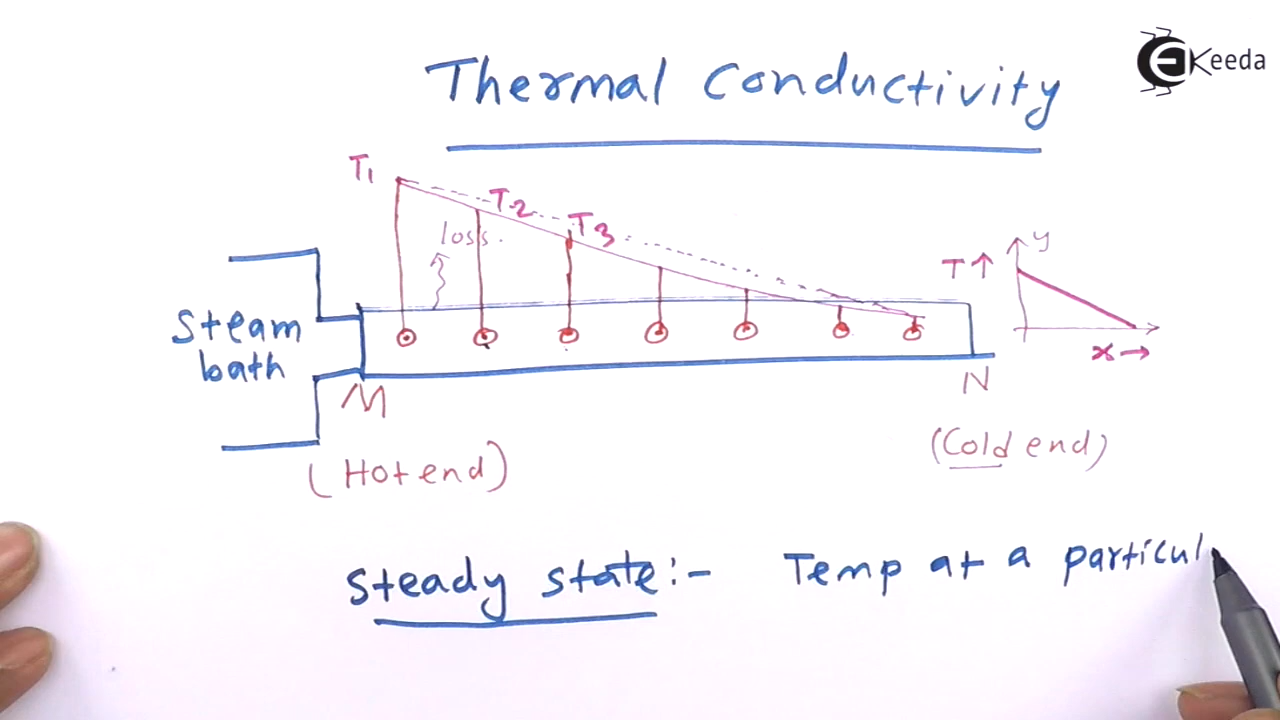 Keeda
Thermal Conductivity
T1
T2
T3
loss.
y
T↑
x →
Steam
bath
M
N
(Hot end)
(Cold end)
Steady state:- Temp at a particul